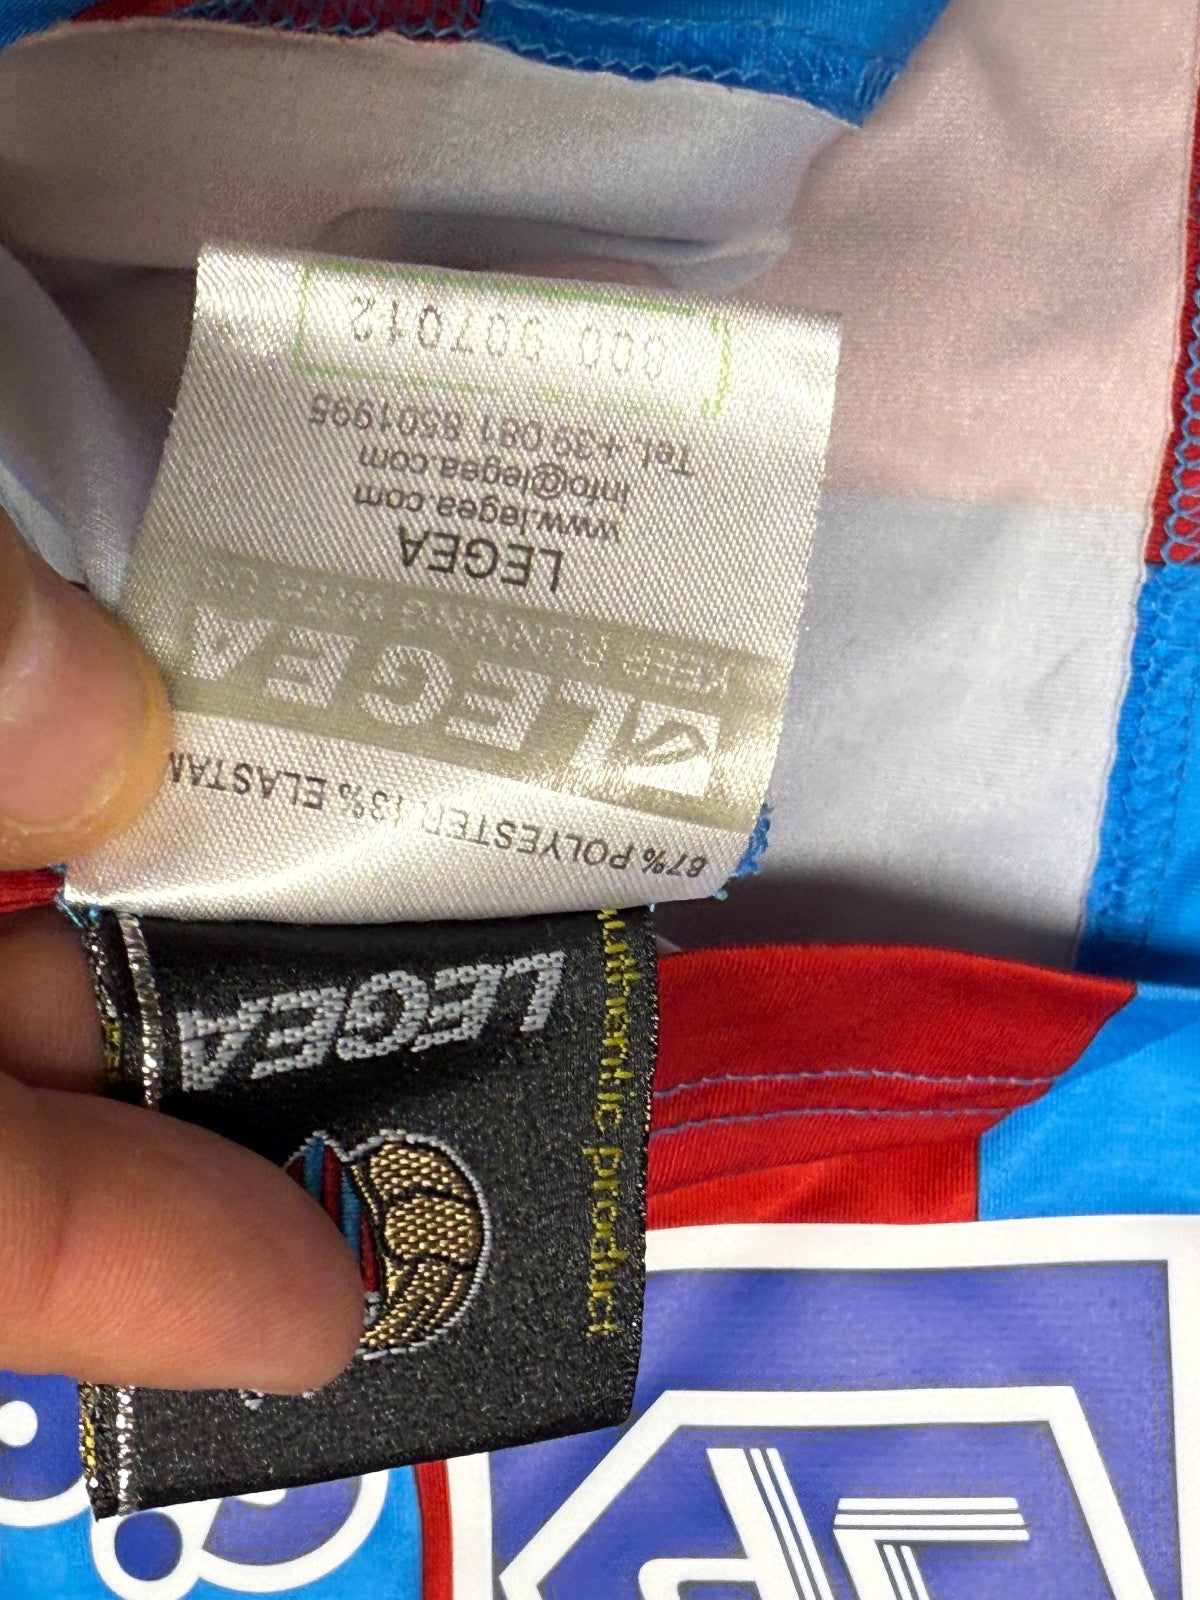 87% POLYESTER 13% ELASTAN
LEGEA
KEEP RUNNING WITH US
LEGEA
www.legea.com
info@legea.com
Tel. +39 081 8501995
000 907012
LEGEA
authentic product